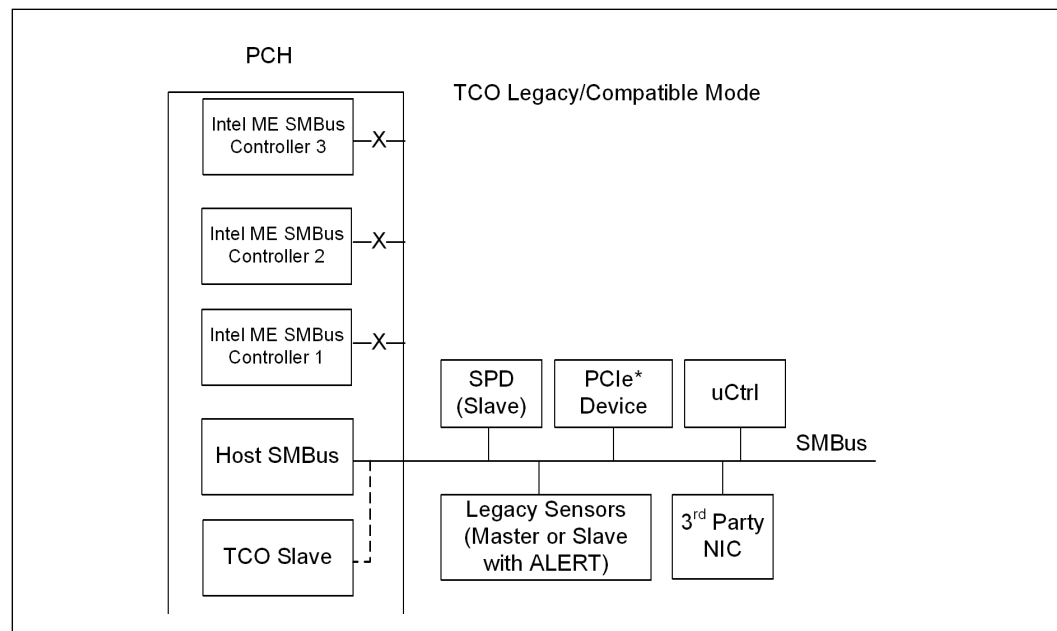 PCH
TCO Legacy/Compatible Mode
Intel ME SMBus
Controller 3
X
Intel ME SMBus
Controller 2
X
Intel ME SMBus
Controller 1
X
SPD
(Slave)
PCIe*
Device
uCtrl
Host SMBus
SMBus
Legacy Sensors
(Master or Slave
with ALERT)
3rd Party
NIC
TCO Slave